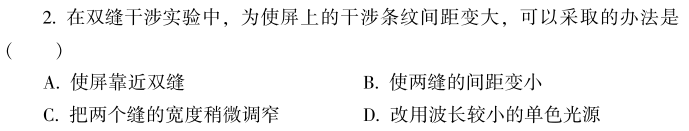 2. 在双缝干涉实验中，为使屏上的干涉条纹间距变大，可以采取的办法是
（　　）
A. 使屏靠近双缝　　B. 使两缝的间距变小
C. 把两个缝的宽度稍微调窄　　D. 改用波长较小的单色光源